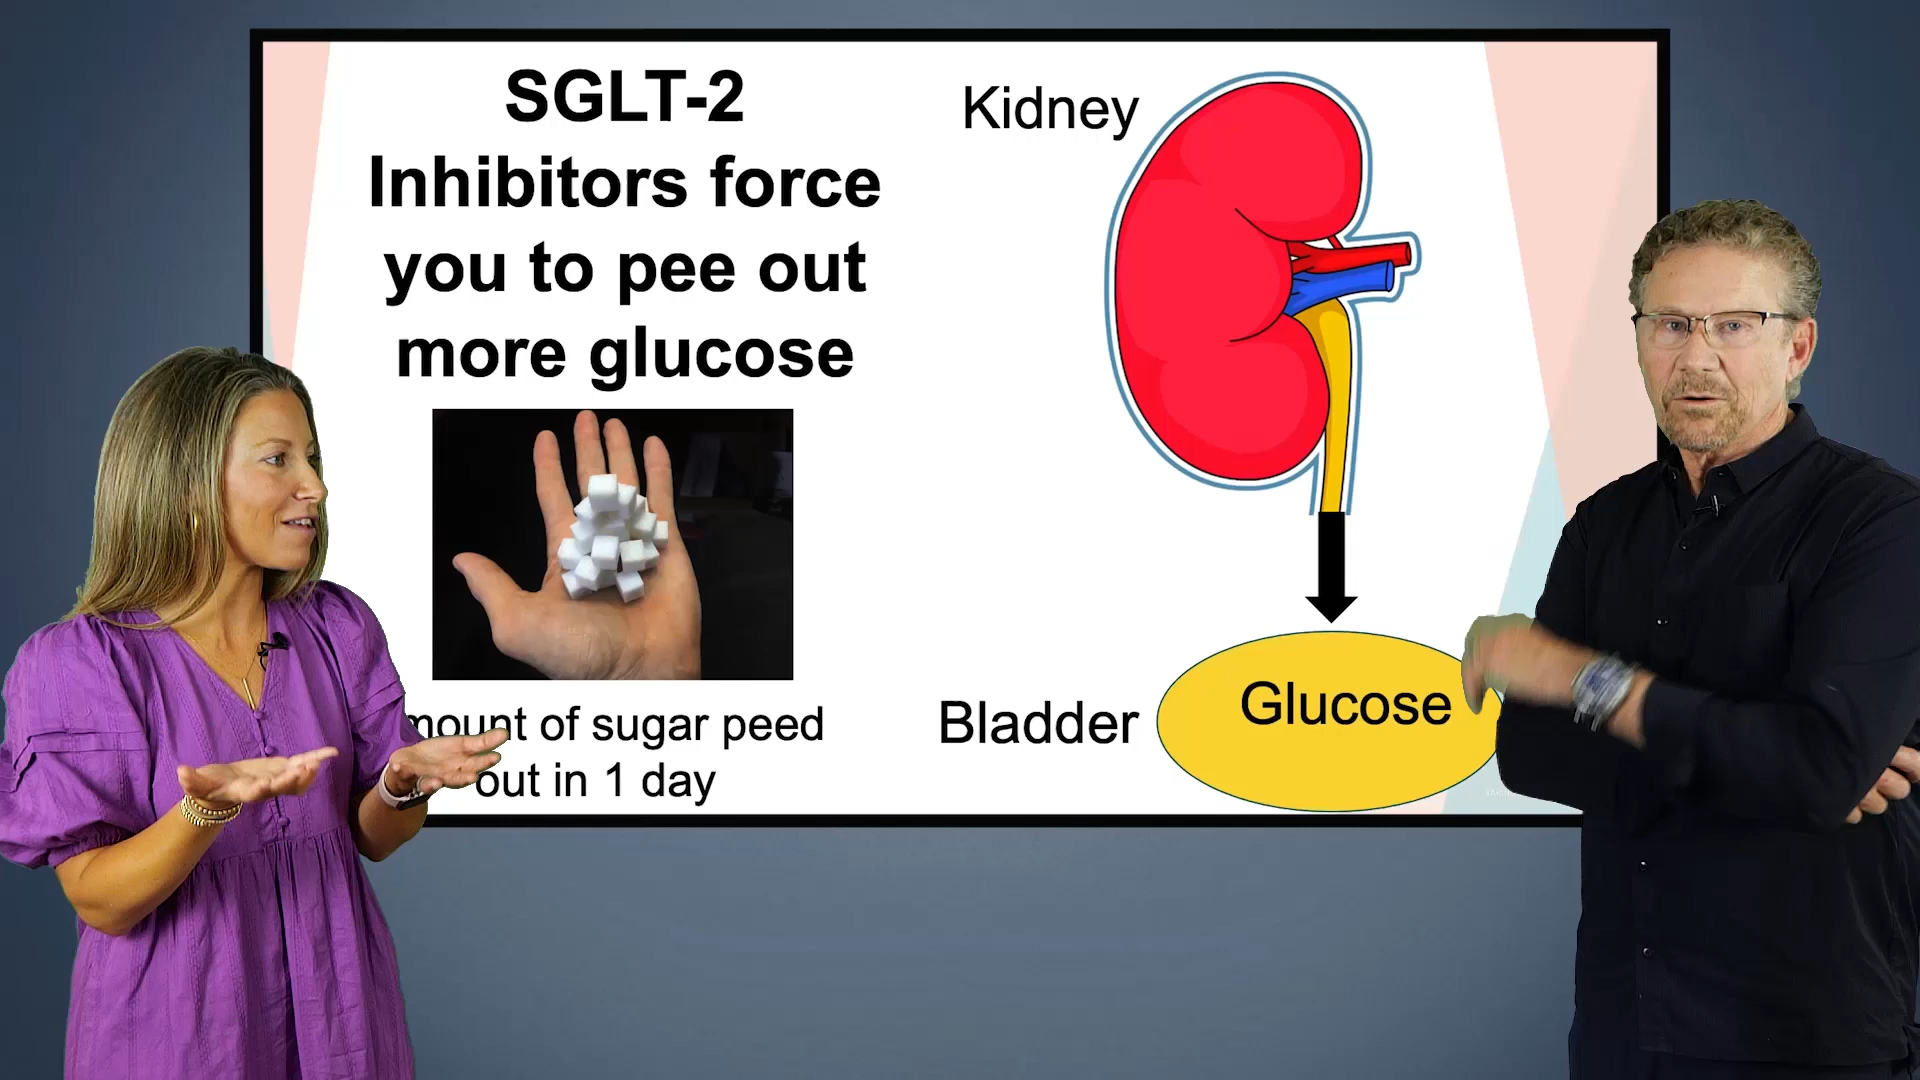 SGLT-2
Inhibitors force
you to pee out
more glucose
mount of sugar peed
out in 1 day
Kidney
Bladder
Glucose